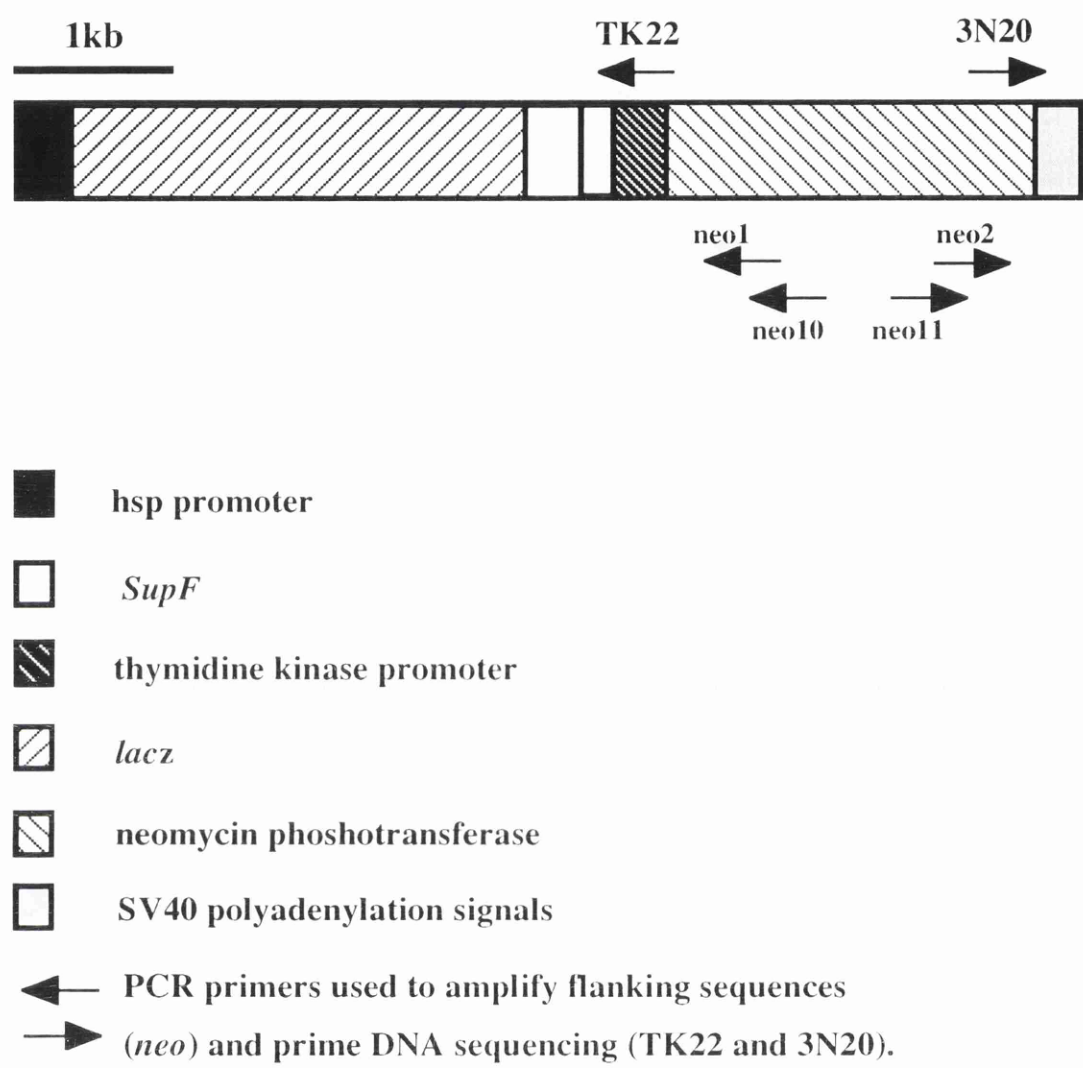 1kb
TK22
3N20
neo1
neo2
neo10
neo11
hsp promoter
SupF
thymidine kinase promoter
lacz
neomycin phoshotransferase
SV40 polyadenylation signals
PCR primers used to amplify flanking sequences
(neo) and prime DNA sequencing (TK22 and 3N20).